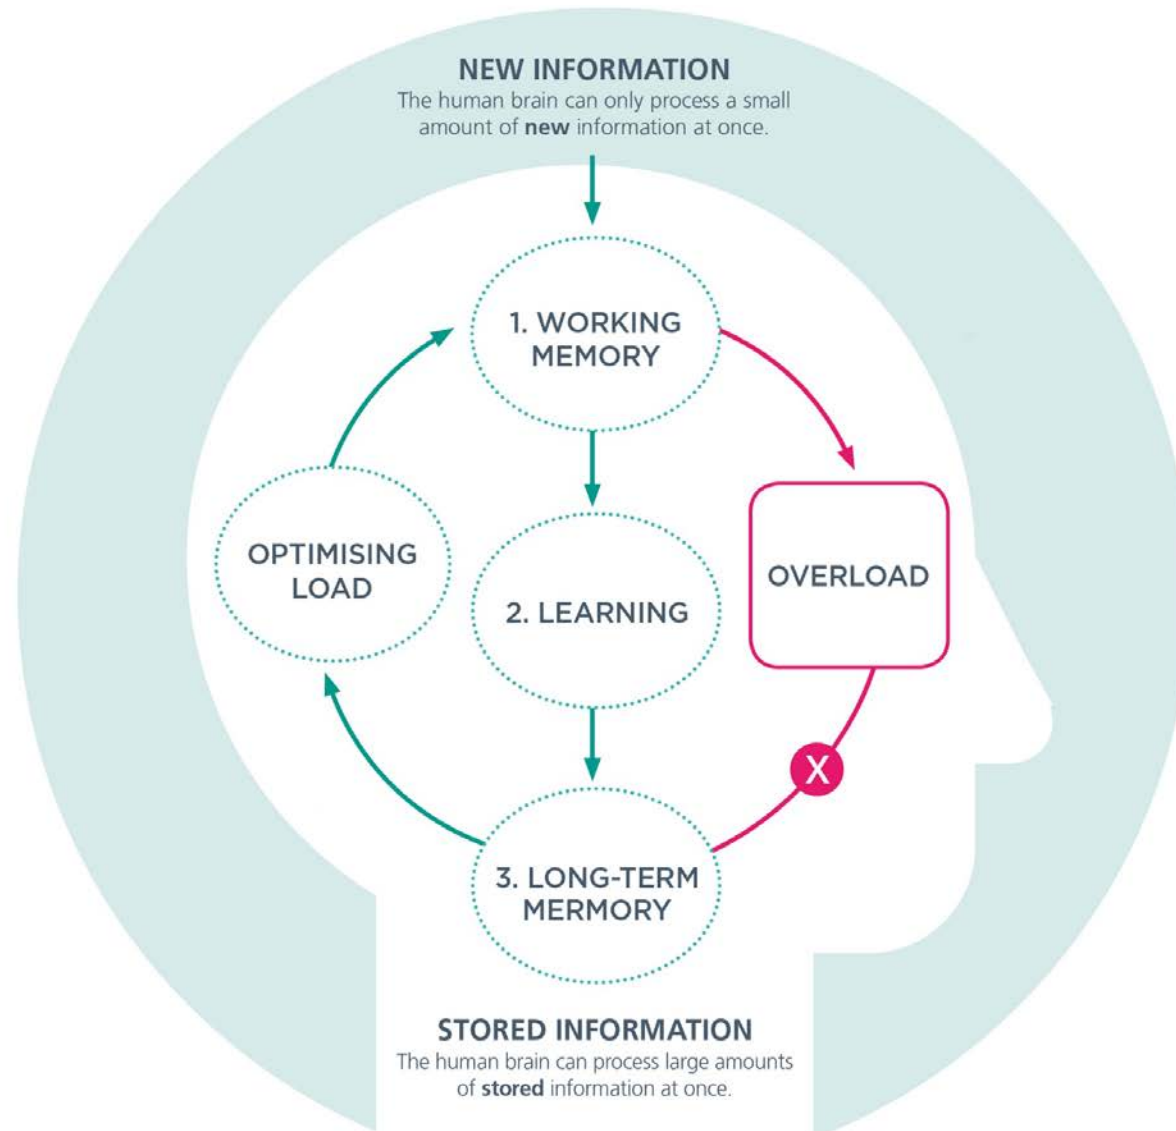 NEW INFORMATION
The human brain can only process a small
amount of new information at once.
1. WORKING
MEMORY
OPTIMISING
LOAD
2. LEARNING
OVERLOAD
X
3. LONG-TERM
MERMORY
STORED INFORMATION
The human brain can process large amounts
of stored information at once.